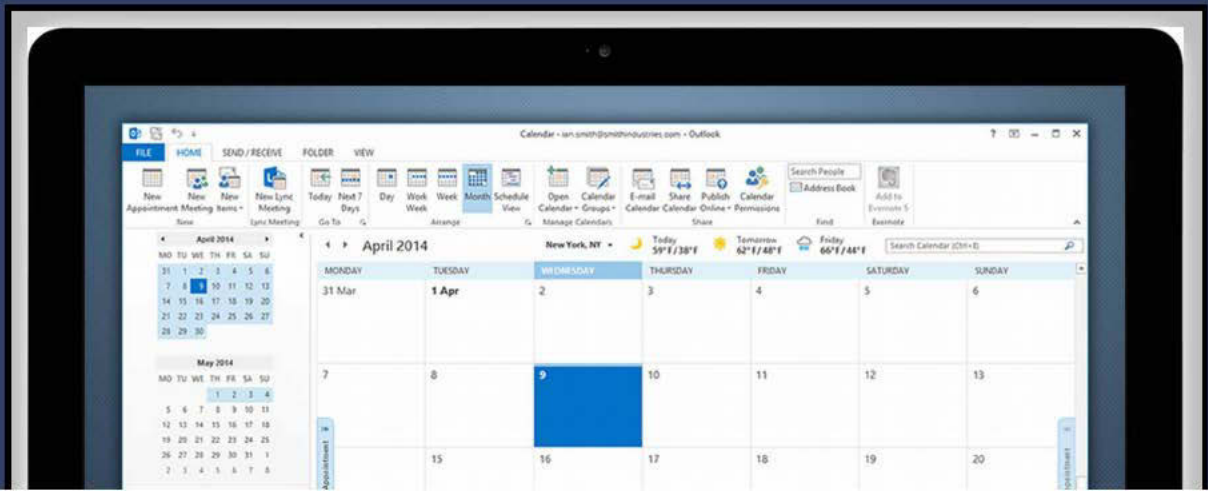 Calendar - ian.smith@smithindustries.com - Outlook
FILE HOME SEND / RECEIVE FOLDER VIEW
New Appointment
New Meeting
New Items
New Lync Meeting
Today
Next 7 Days
Day
Work Week
Week
Month
Schedule View
Open Calendar
Calendar Groups
E-mail Calendar
Share Calendar
Publish Online
Calendar Permissions
Search People
Address Book
Add to Evernote 5
New
Lync Meeting
Go To
Arrange
Manage Calendars
Share
Find
Evernote
April 2014
MO TU WE TH FR SA SU
31 1 2 3 4 5 6
7 8 9 10 11 12 13
14 15 16 17 18 19 20
21 22 23 24 25 26 27
28 29 30
May 2014
MO TU WE TH FR SA SU
1 2 3 4
5 6 7 8 9 10 11
12 13 14 15 16 17 18
19 20 21 22 23 24 25
26 27 28 29 30 31 1
2 3 4 5 6 7 8
April 2014
New York, NY
Today 59°F/38°F
Tomorrow 62°F/48°F
Friday 66°F/44°F
Search Calendar (Ctrl+E)
MONDAY TUESDAY WEDNESDAY THURSDAY FRIDAY SATURDAY SUNDAY
31 Mar 1 Apr 2 3 4 5 6
7 8 9 10 11 12 13
15 16 17 18 19 20
Appointment
Appointment